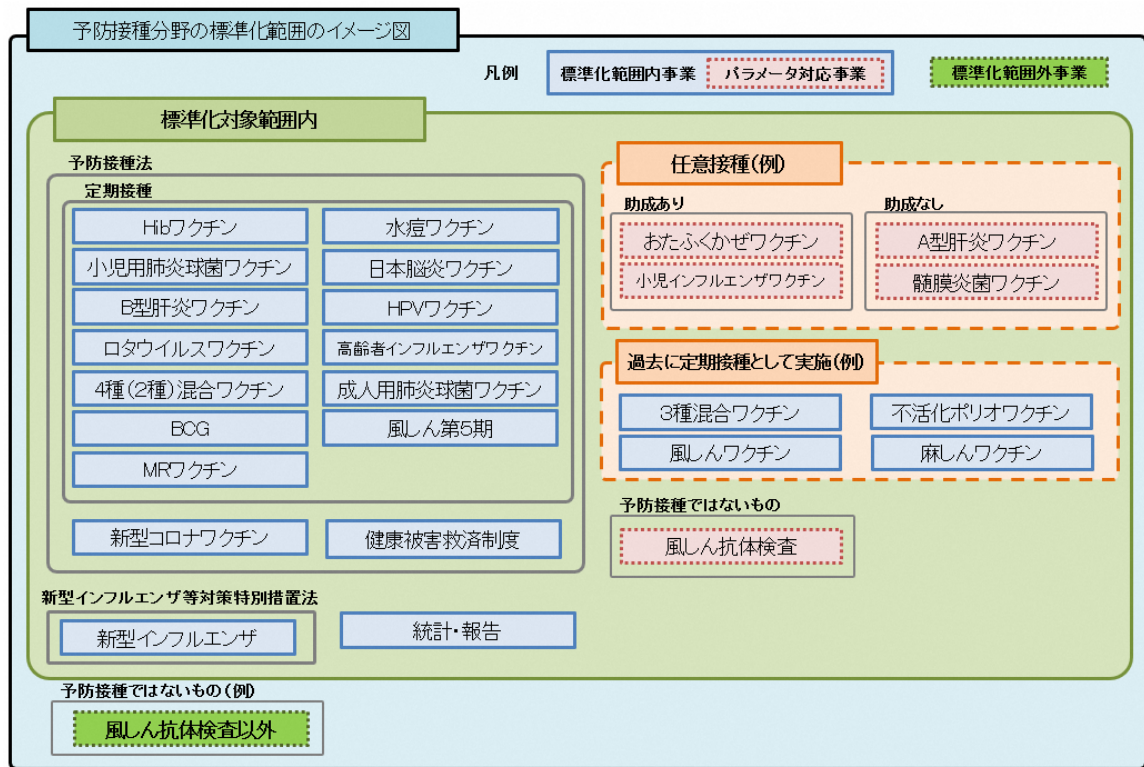 予防接種分野の標準化範囲のイメージ図
凡例
標準化範囲内事業
パラメータ対応事業
標準化範囲外事業
標準化対象範囲内
予防接種法
定期接種
Hibワクチン
水痘ワクチン
小児用肺炎球菌ワクチン
日本脳炎ワクチン
B型肝炎ワクチン
HPVワクチン
ロタウイルスワクチン
高齢者インフルエンザワクチン
4種(2種)混合ワクチン
成人用肺炎球菌ワクチン
BCG
風しん第5期
MRワクチン
新型コロナワクチン
健康被害救済制度
新型インフルエンザ等対策特別措置法
新型インフルエンザ
統計・報告
任意接種(例)
助成あり
助成なし
おたふくかぜワクチン
A型肝炎ワクチン
小児インフルエンザワクチン
髄膜炎菌ワクチン
過去に定期接種として実施(例)
3種混合ワクチン
不活化ポリオワクチン
風しんワクチン
麻しんワクチン
予防接種ではないもの
風しん抗体検査
予防接種ではないもの(例)
風しん抗体検査以外